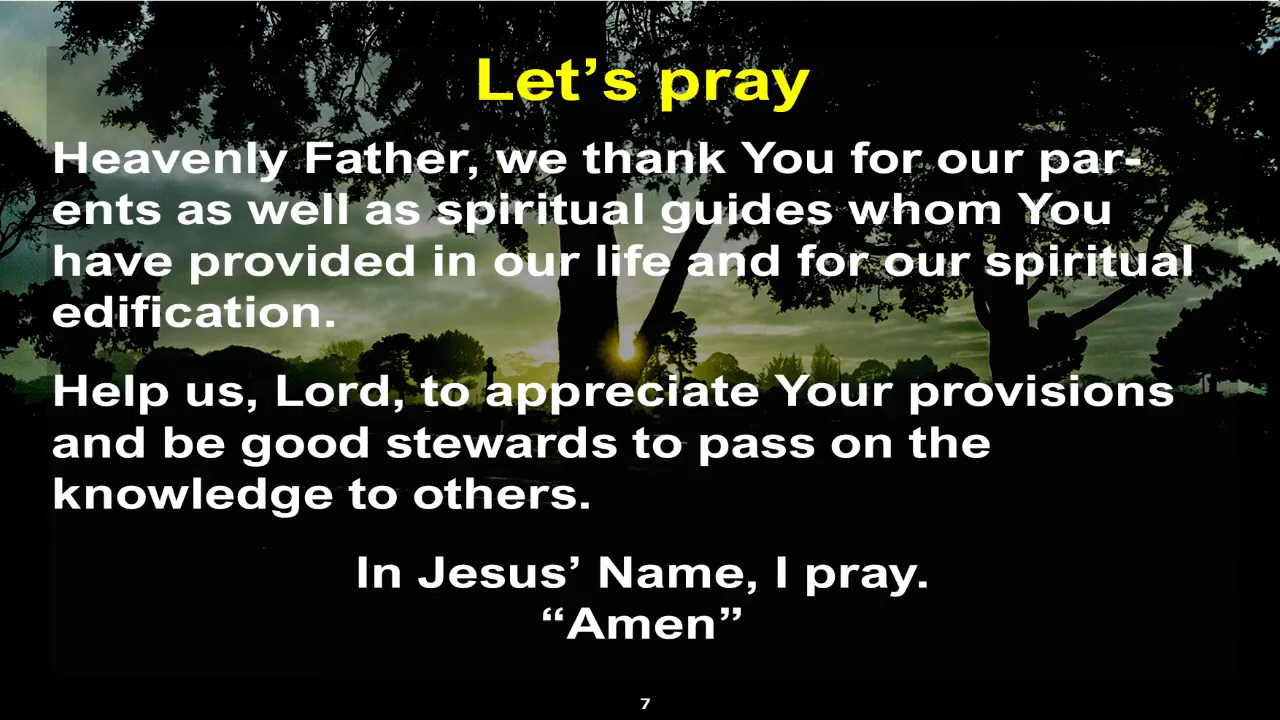 Let’s pray
Heavenly Father, we thank You for our par-
ents as well as spiritual guides whom You
have provided in our life and for our spiritual
edification.
Help us, Lord, to appreciate Your provisions
and be good stewards to pass on the
knowledge to others.
In Jesus’ Name, I pray.
“Amen”
7